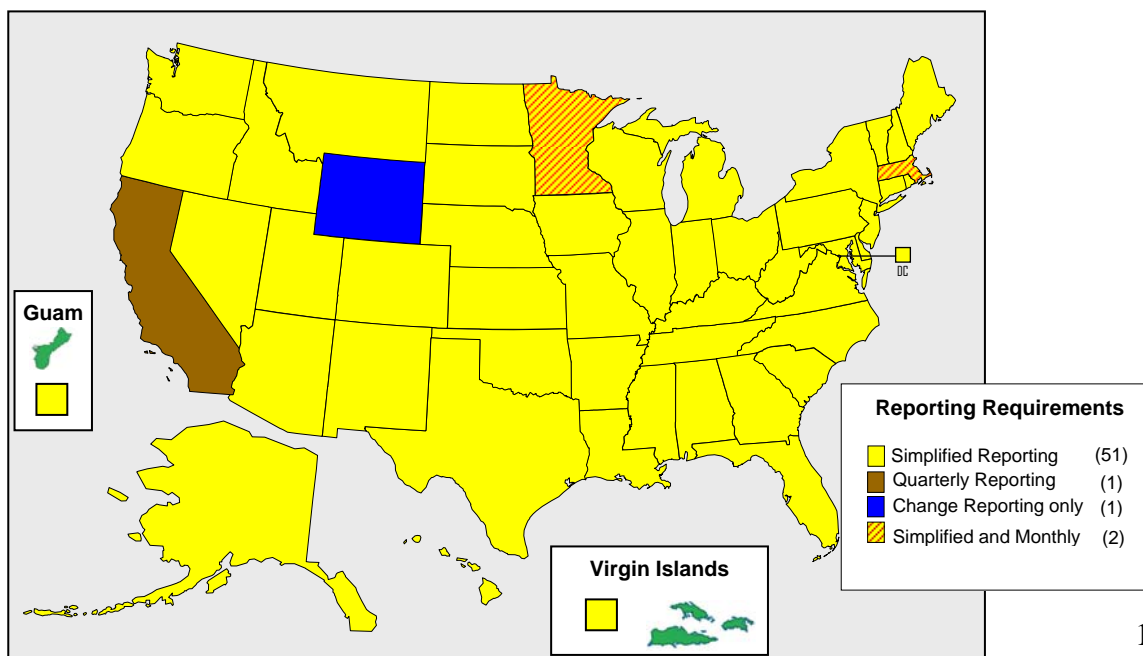 DC
Guam
Reporting Requirements
Simplified Reporting (51)
Quarterly Reporting (1)
Change Reporting only (1)
Simplified and Monthly (2)
Virgin Islands
1